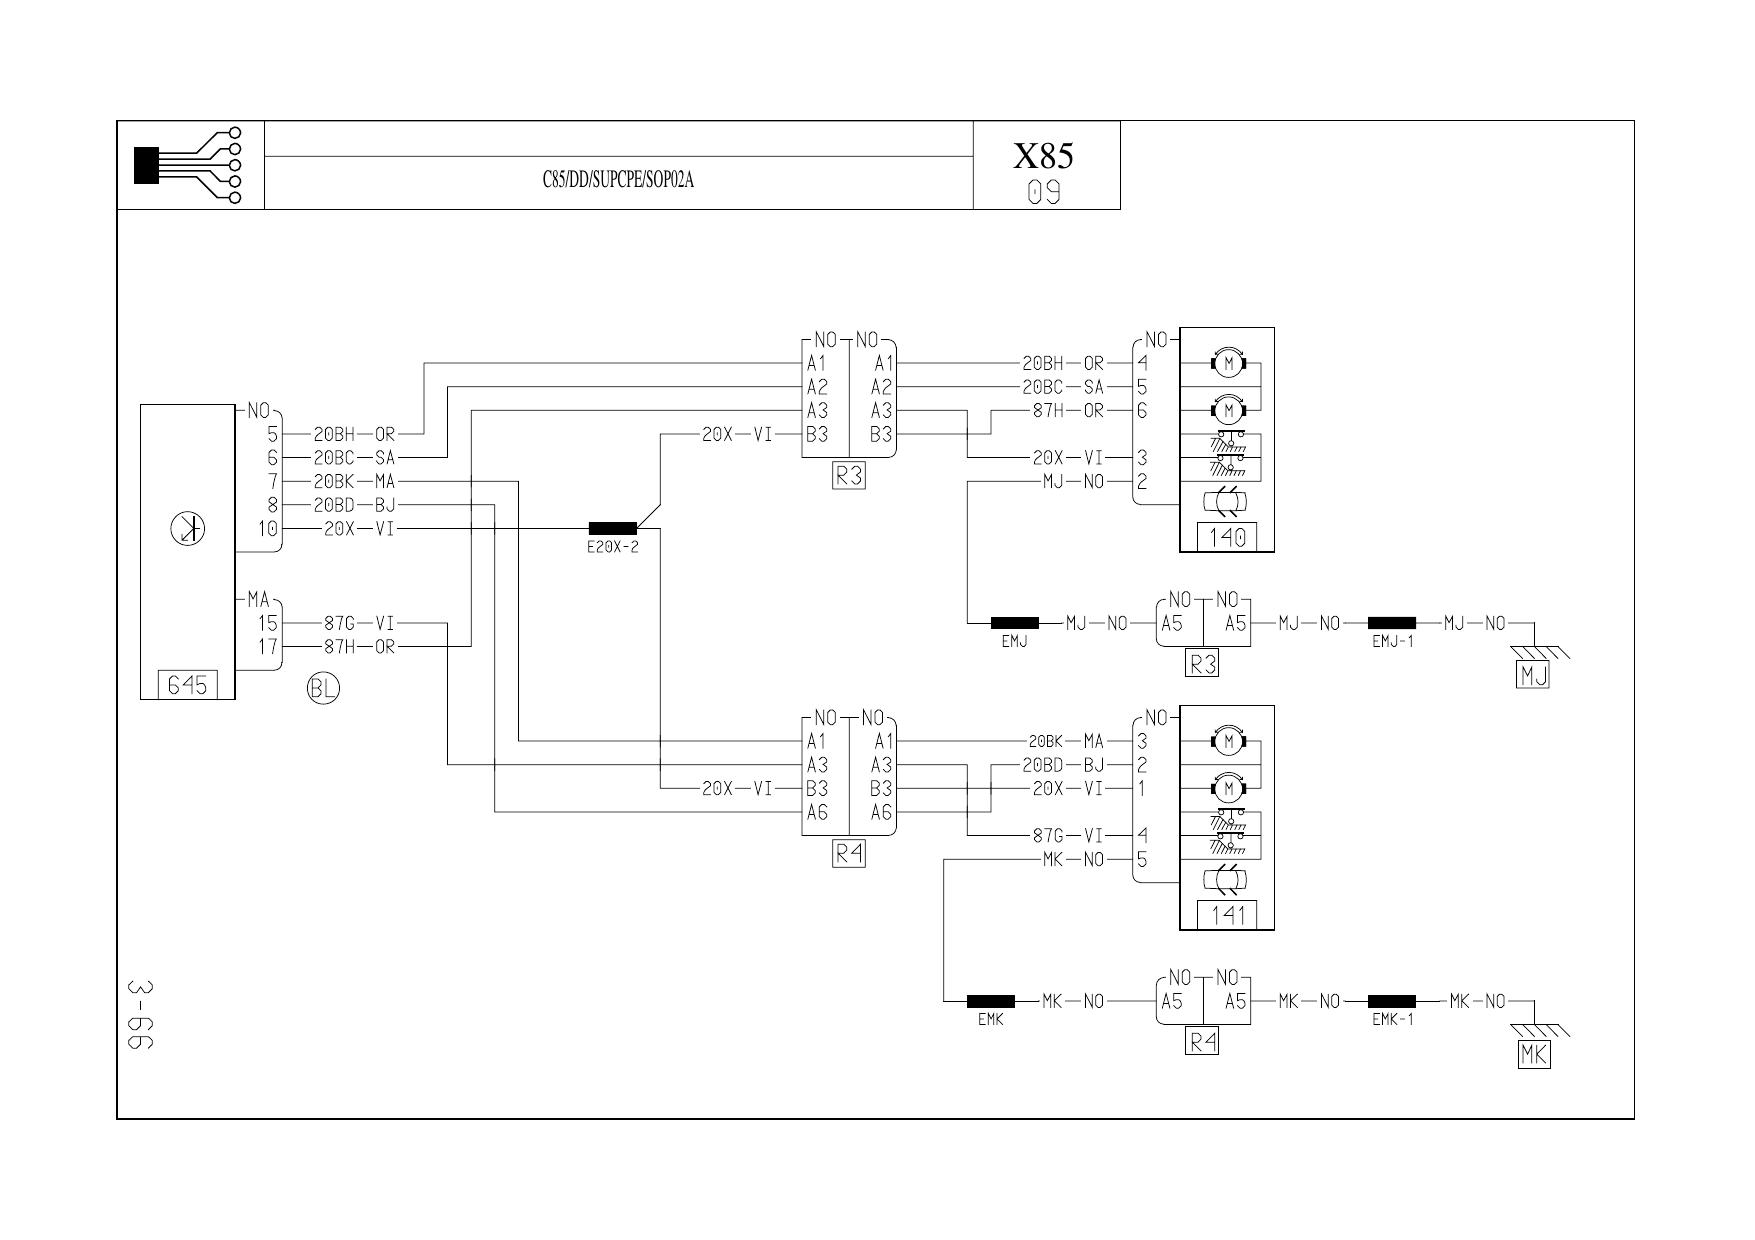 C85/DD/SUPCPE/SOP02A
X85
09
NO NO NO
A1 A1 20BH OR 4 M
A2 A2 20BC SA 5
A3 A3 87H OR 6 M
20X VI B3 B3
20X VI 3
MJ NO 2
R3
140
NO
5 20BH OR
6 20BC SA
7 20BK MA
8 20BD BJ
10 20X VI
E20X-2
MA
15 87G VI
17 87H OR
645
BL
NO NO
EMJ MJ NO A5 A5 MJ NO EMJ-1 MJ NO
R3
MJ
NO NO NO
A1 A1 20BK MA 3 M
A3 A3 20BD BJ 2
20X VI B3 B3 20X VI 1 M
A6 A6
87G VI 4
MK NO 5
R4
141
NO NO
EMK MK NO A5 A5 MK NO EMK-1 MK NO
R4
MK
3-66